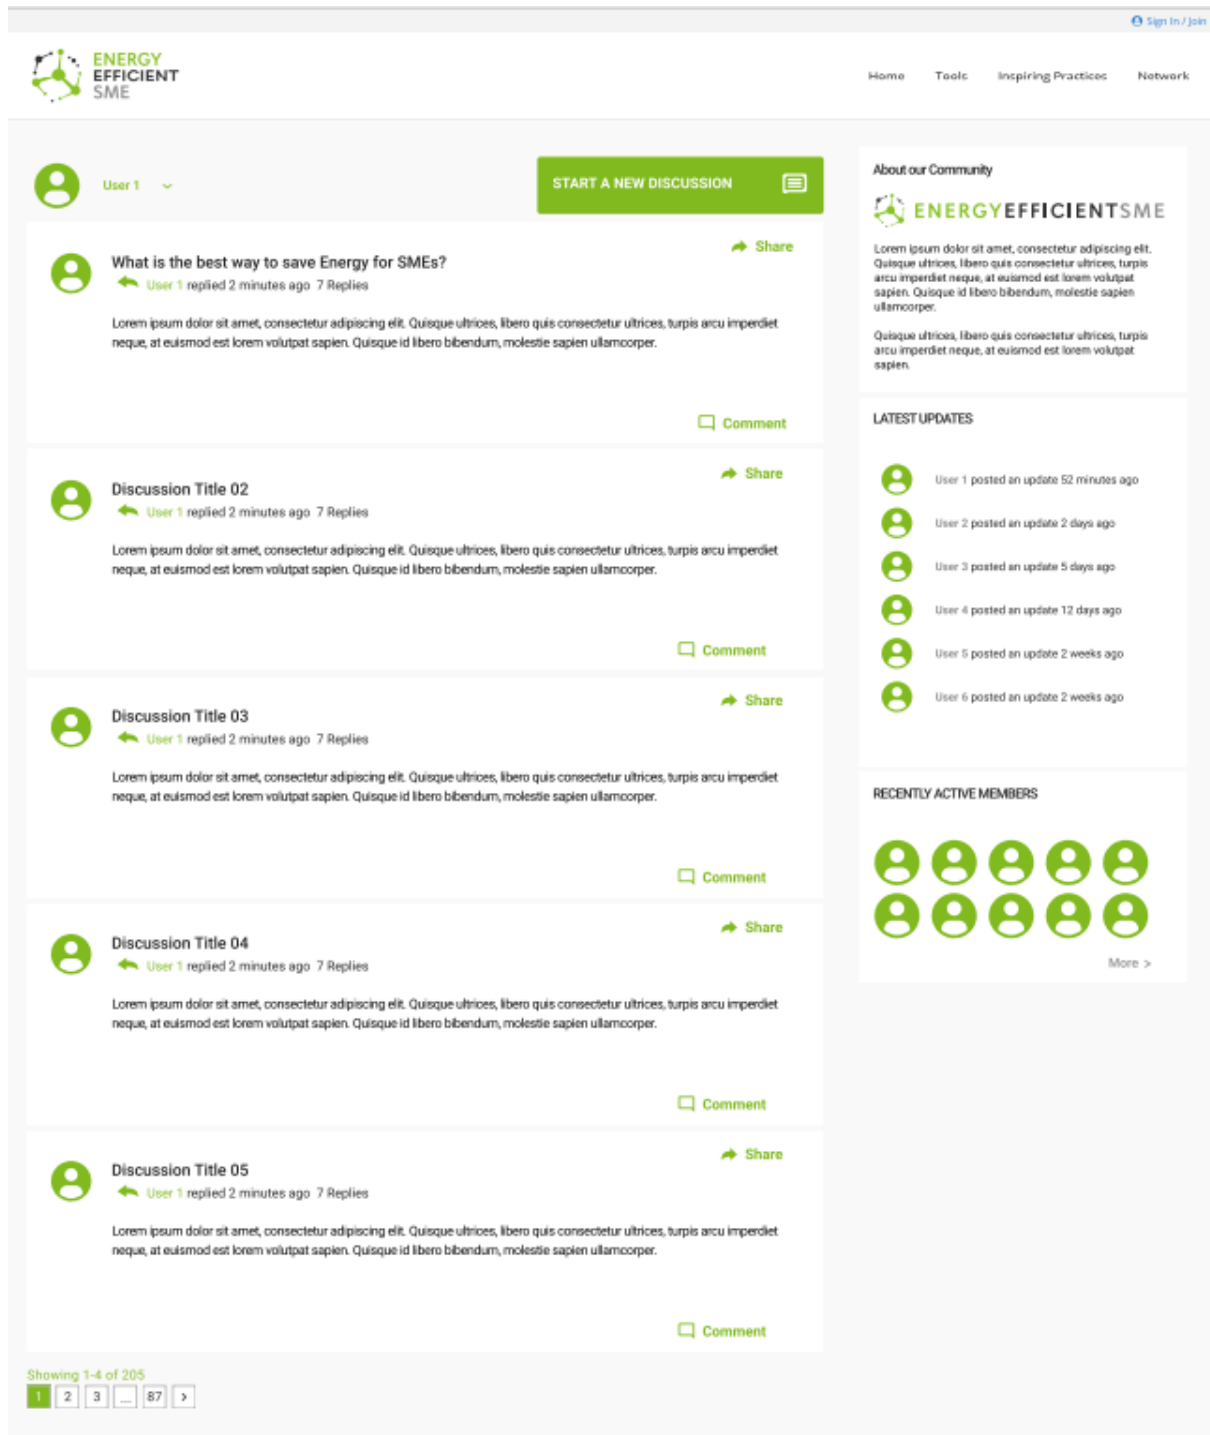 Sign In / Join
ENERGY
EFFICIENT
SME
Home Tools Inspiring Practices Network
User 1
START A NEW DISCUSSION
Share
What is the best way to save Energy for SMEs?
User 1 replied 2 minutes ago 7 Replies
Lorem ipsum dolor sit amet, consectetur adipiscing elit. Quisque ultrices, libero quis consectetur ultrices, turpis arcu imperdiet
neque, at euismod est lorem volutpat sapien. Quisque id libero bibendum, molestie sapien ullamcorper.
Comment
Share
Discussion Title 02
User 1 replied 2 minutes ago 7 Replies
Lorem ipsum dolor sit amet, consectetur adipiscing elit. Quisque ultrices, libero quis consectetur ultrices, turpis arcu imperdiet
neque, at euismod est lorem volutpat sapien. Quisque id libero bibendum, molestie sapien ullamcorper.
Comment
Share
Discussion Title 03
User 1 replied 2 minutes ago 7 Replies
Lorem ipsum dolor sit amet, consectetur adipiscing elit. Quisque ultrices, libero quis consectetur ultrices, turpis arcu imperdiet
neque, at euismod est lorem volutpat sapien. Quisque id libero bibendum, molestie sapien ullamcorper.
Comment
Share
Discussion Title 04
User 1 replied 2 minutes ago 7 Replies
Lorem ipsum dolor sit amet, consectetur adipiscing elit. Quisque ultrices, libero quis consectetur ultrices, turpis arcu imperdiet
neque, at euismod est lorem volutpat sapien. Quisque id libero bibendum, molestie sapien ullamcorper.
Comment
Share
Discussion Title 05
User 1 replied 2 minutes ago 7 Replies
Lorem ipsum dolor sit amet, consectetur adipiscing elit. Quisque ultrices, libero quis consectetur ultrices, turpis arcu imperdiet
neque, at euismod est lorem volutpat sapien. Quisque id libero bibendum, molestie sapien ullamcorper.
Comment
Showing 1-4 of 205
1 2 3 ... 87 >
About our Community
ENERGYEFFICIENTSME
Lorem ipsum dolor sit amet, consectetur adipiscing elit.
Quisque ultrices, libero quis consectetur ultrices, turpis
arcu imperdiet neque, at euismod est lorem volutpat
sapien. Quisque id libero bibendum, molestie sapien
ullamcorper.
Quisque ultrices, libero quis consectetur ultrices, turpis
arcu imperdiet neque, at euismod est lorem volutpat
sapien.
LATEST UPDATES
User 1 posted an update 52 minutes ago
User 2 posted an update 2 days ago
User 3 posted an update 5 days ago
User 4 posted an update 12 days ago
User 5 posted an update 2 weeks ago
User 6 posted an update 2 weeks ago
RECENTLY ACTIVE MEMBERS
More >